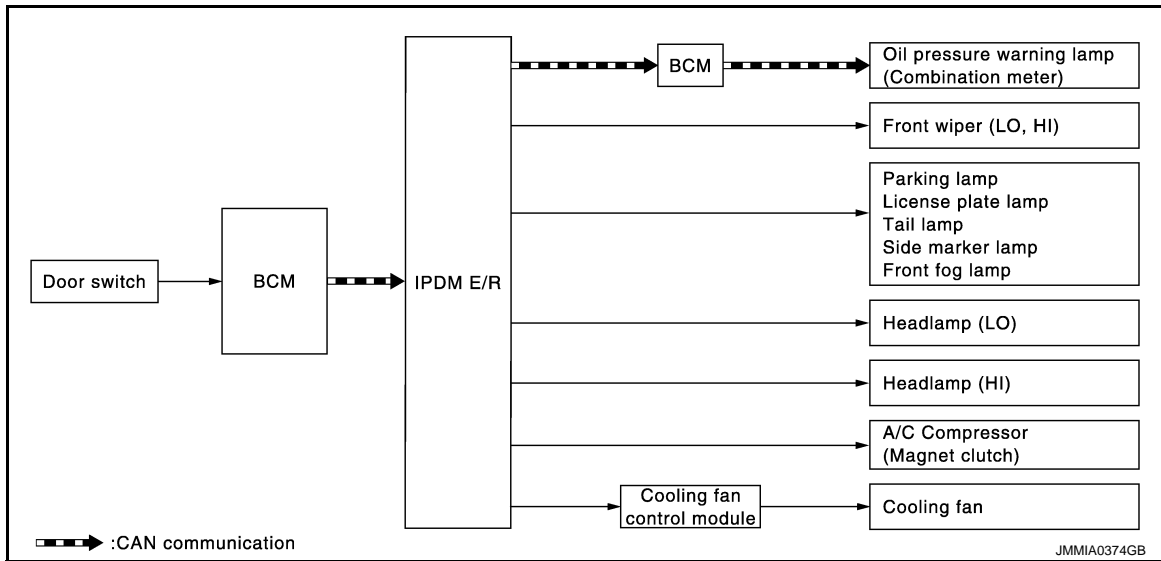 Door switch
BCM
IPDM E/R
BCM
Oil pressure warning lamp
(Combination meter)
Front wiper (LO, HI)
Parking lamp
License plate lamp
Tail lamp
Side marker lamp
Front fog lamp
Headlamp (LO)
Headlamp (HI)
A/C Compressor
(Magnet clutch)
Cooling fan
control module
Cooling fan
:CAN communication
JMMIA0374GB